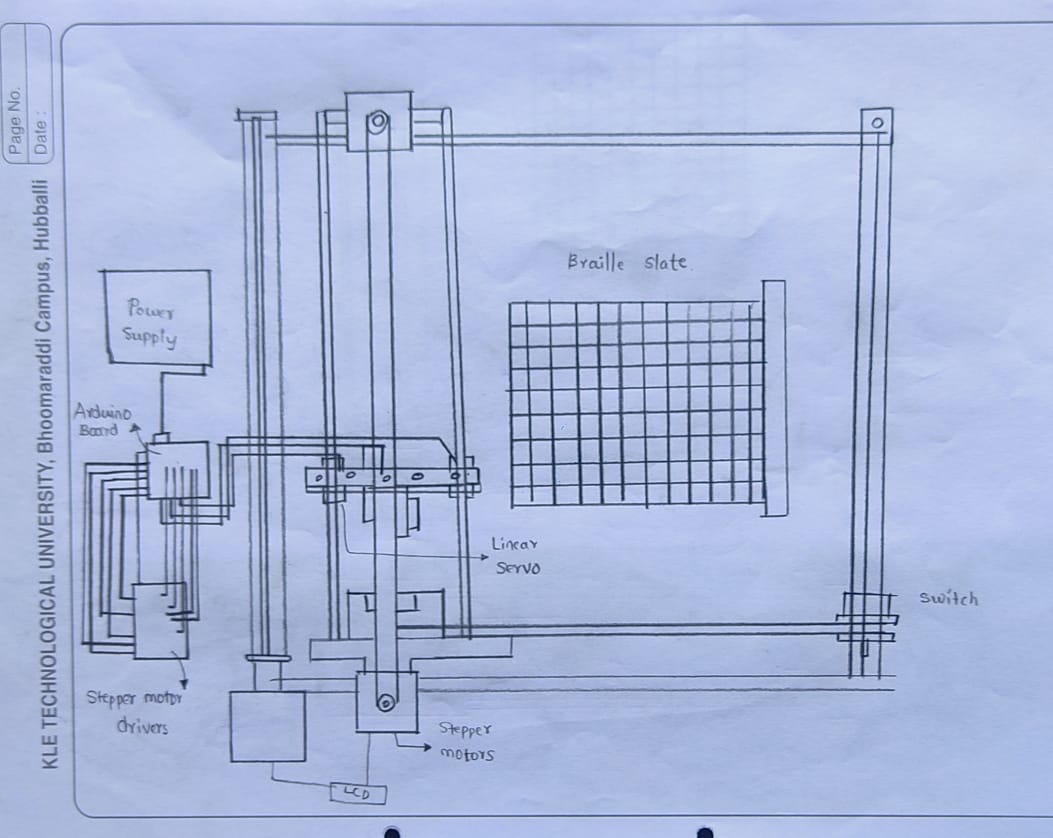 Page No.
Date :
KLE TECHNOLOGICAL UNIVERSITY, Bhoomaraddi Campus, Hubballi
Braille slate.
Power
Supply
Arduino
Board
Linear
Servo
Switch
Stepper motor
drivers
Stepper
motors
LCD